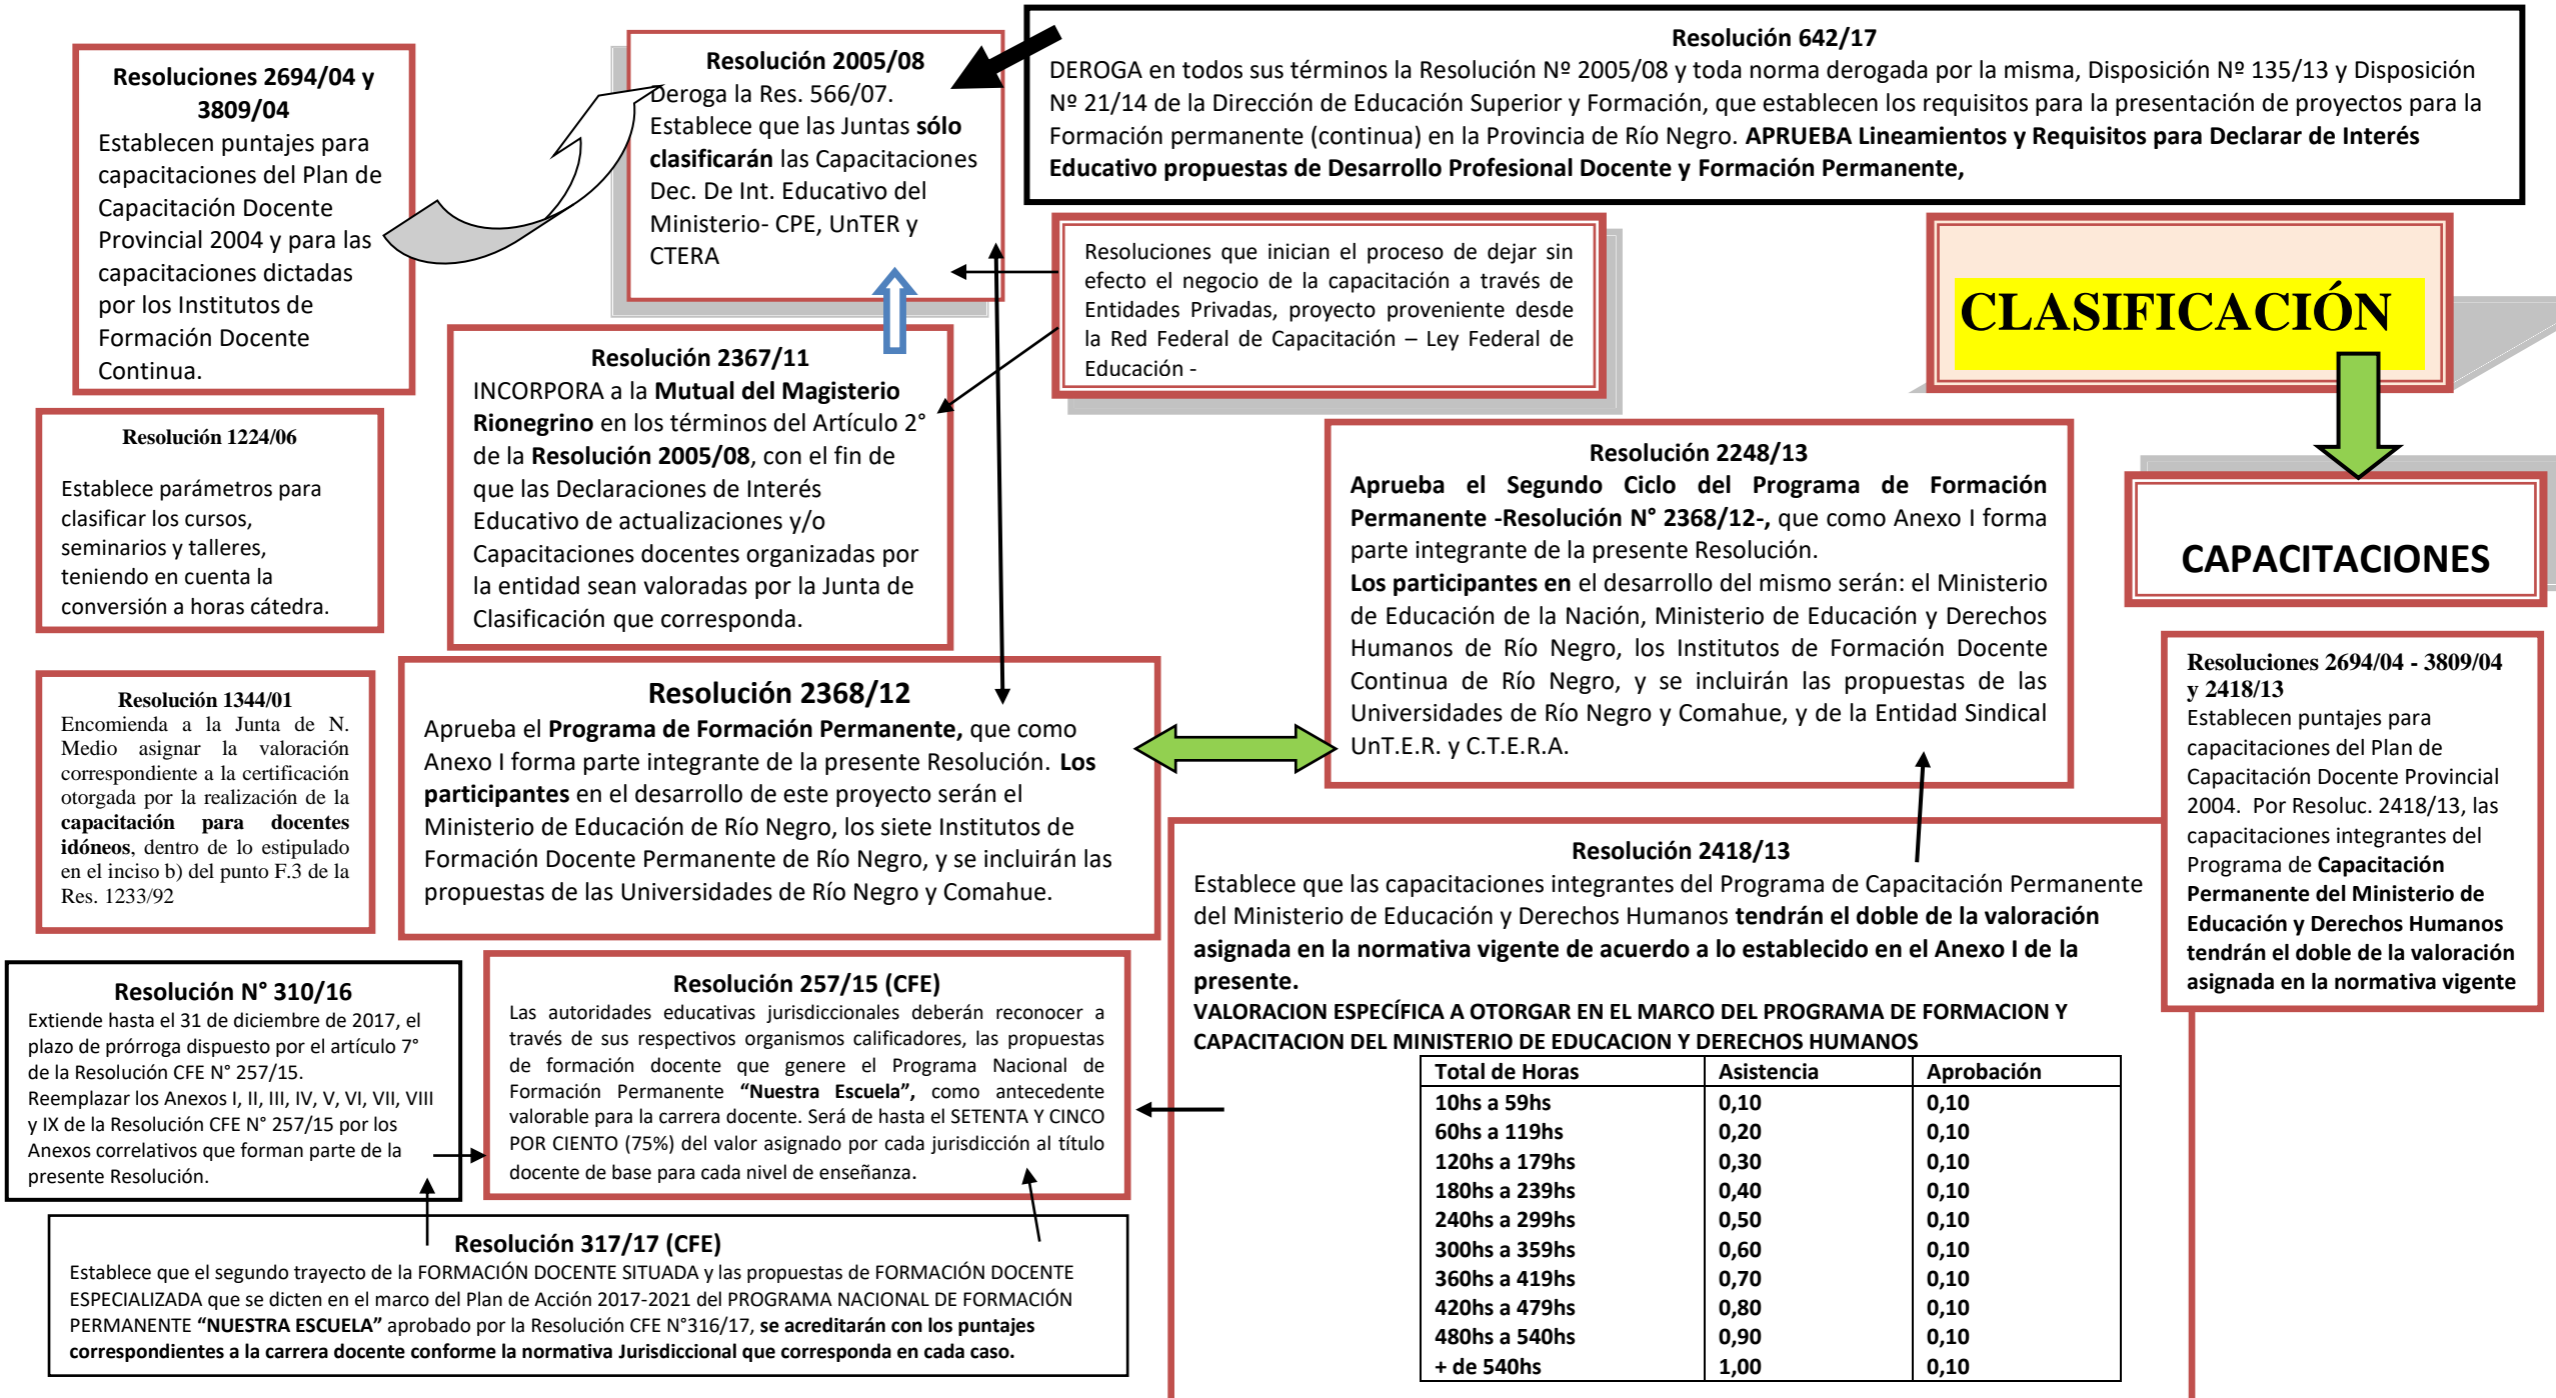 Resoluciones 2694/04 y
3809/04
Establecen puntajes para
capacitaciones del Plan de
Capacitación Docente
Provincial 2004 y para las
capacitaciones dictadas
por los Institutos de
Formación Docente
Continua.
Resolución 2005/08
Deroga la Res. 566/07.
Establece que las Juntas sólo
clasificarán las Capacitaciones
Dec. De Int. Educativo del
Ministerio- CPE, UnTER y
CTERA
Resolución 642/17
DEROGA en todos sus términos la Resolución Nº 2005/08 y toda norma derogada por la misma, Disposición Nº 135/13 y Disposición
Nº 21/14 de la Dirección de Educación Superior y Formación, que establecen los requisitos para la presentación de proyectos para la
Formación permanente (continua) en la Provincia de Río Negro. APRUEBA Lineamientos y Requisitos para Declarar de Interés
Educativo propuestas de Desarrollo Profesional Docente y Formación Permanente,
Resoluciones que inician el proceso de dejar sin
efecto el negocio de la capacitación a través de
Entidades Privadas, proyecto proveniente desde
la Red Federal de Capacitación – Ley Federal de
Educación -
CLASIFICACIÓN
Resolución 2367/11
INCORPORA a la Mutual del Magisterio
Rionegrino en los términos del Artículo 2°
de la Resolución 2005/08, con el fin de
que las Declaraciones de Interés
Educativo de actualizaciones y/o
Capacitaciones docentes organizadas por
la entidad sean valoradas por la Junta de
Clasificación que corresponda.
Resolución 1224/06
Establece parámetros para
clasificar los cursos,
seminarios y talleres,
teniendo en cuenta la
conversión a horas cátedra.
Resolución 2248/13
Aprueba el Segundo Ciclo del Programa de Formación
Permanente -Resolución N° 2368/12-, que como Anexo I forma
parte integrante de la presente Resolución.
Los participantes en el desarrollo del mismo serán: el Ministerio
de Educación de la Nación, Ministerio de Educación y Derechos
Humanos de Río Negro, los Institutos de Formación Docente
Continua de Río Negro, y se incluirán las propuestas de las
Universidades de Río Negro y Comahue, y de la Entidad Sindical
UnT.E.R. y C.T.E.R.A.
CAPACITACIONES
Resoluciones 2694/04 - 3809/04
y 2418/13
Establecen puntajes para
capacitaciones del Plan de
Capacitación Docente Provincial
2004. Por Resoluc. 2418/13, las
capacitaciones integrantes del
Programa de Capacitación
Permanente del Ministerio de
Educación y Derechos Humanos
tendrán el doble de la valoración
asignada en la normativa vigente
Resolución 1344/01
Encomienda a la Junta de N.
Medio asignar la valoración
correspondiente a la certificación
otorgada por la realización de la
capacitación para docentes
idóneos, dentro de lo estipulado
en el inciso b) del punto F.3 de la
Res. 1233/92
Resolución 2368/12
Aprueba el Programa de Formación Permanente, que como
Anexo I forma parte integrante de la presente Resolución. Los
participantes en el desarrollo de este proyecto serán el
Ministerio de Educación de Río Negro, los siete Institutos de
Formación Docente Permanente de Río Negro, y se incluirán las
propuestas de las Universidades de Río Negro y Comahue.
Resolución 2418/13
Establece que las capacitaciones integrantes del Programa de Capacitación Permanente
del Ministerio de Educación y Derechos Humanos tendrán el doble de la valoración
asignada en la normativa vigente de acuerdo a lo establecido en el Anexo I de la
presente.
VALORACION ESPECÍFICA A OTORGAR EN EL MARCO DEL PROGRAMA DE FORMACION Y
CAPACITACION DEL MINISTERIO DE EDUCACION Y DERECHOS HUMANOS
Total de Horas Asistencia Aprobación
10hs a 59hs 0,10 0,10
60hs a 119hs 0,20 0,10
120hs a 179hs 0,30 0,10
180hs a 239hs 0,40 0,10
240hs a 299hs 0,50 0,10
300hs a 359hs 0,60 0,10
360hs a 419hs 0,70 0,10
420hs a 479hs 0,80 0,10
480hs a 540hs 0,90 0,10
+ de 540hs 1,00 0,10
Resolución N° 310/16
Extiende hasta el 31 de diciembre de 2017, el
plazo de prórroga dispuesto por el artículo 7°
de la Resolución CFE N° 257/15.
Reemplazar los Anexos I, II, III, IV, V, VI, VII, VIII
y IX de la Resolución CFE N° 257/15 por los
Anexos correlativos que forman parte de la
presente Resolución.
Resolución 257/15 (CFE)
Las autoridades educativas jurisdiccionales deberán reconocer a
través de sus respectivos organismos calificadores, las propuestas
de formación docente que genere el Programa Nacional de
Formación Permanente “Nuestra Escuela”, como antecedente
valorable para la carrera docente. Será de hasta el SETENTA Y CINCO
POR CIENTO (75%) del valor asignado por cada jurisdicción al título
docente de base para cada nivel de enseñanza.
Resolución 317/17 (CFE)
Establece que el segundo trayecto de la FORMACIÓN DOCENTE SITUADA y las propuestas de FORMACIÓN DOCENTE
ESPECIALIZADA que se dicten en el marco del Plan de Acción 2017-2021 del PROGRAMA NACIONAL DE FORMACIÓN
PERMANENTE “NUESTRA ESCUELA” aprobado por la Resolución CFE N°316/17, se acreditarán con los puntajes
correspondientes a la carrera docente conforme la normativa Jurisdiccional que corresponda en cada caso.